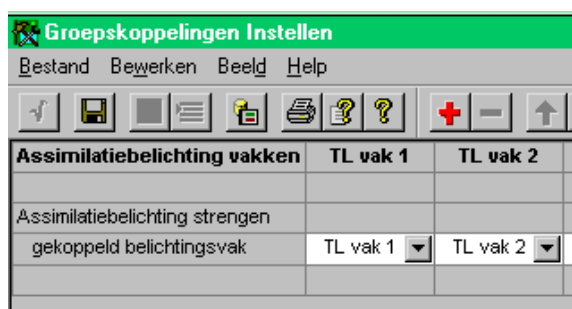 Groepskoppelingen Instellen
Bestand Bewerken Beeld Help
Assimilatiebelichting vakken TL vak 1 TL vak 2
Assimilatiebelichting strengen
gekoppeld belichtingsvak TL vak 1 TL vak 2